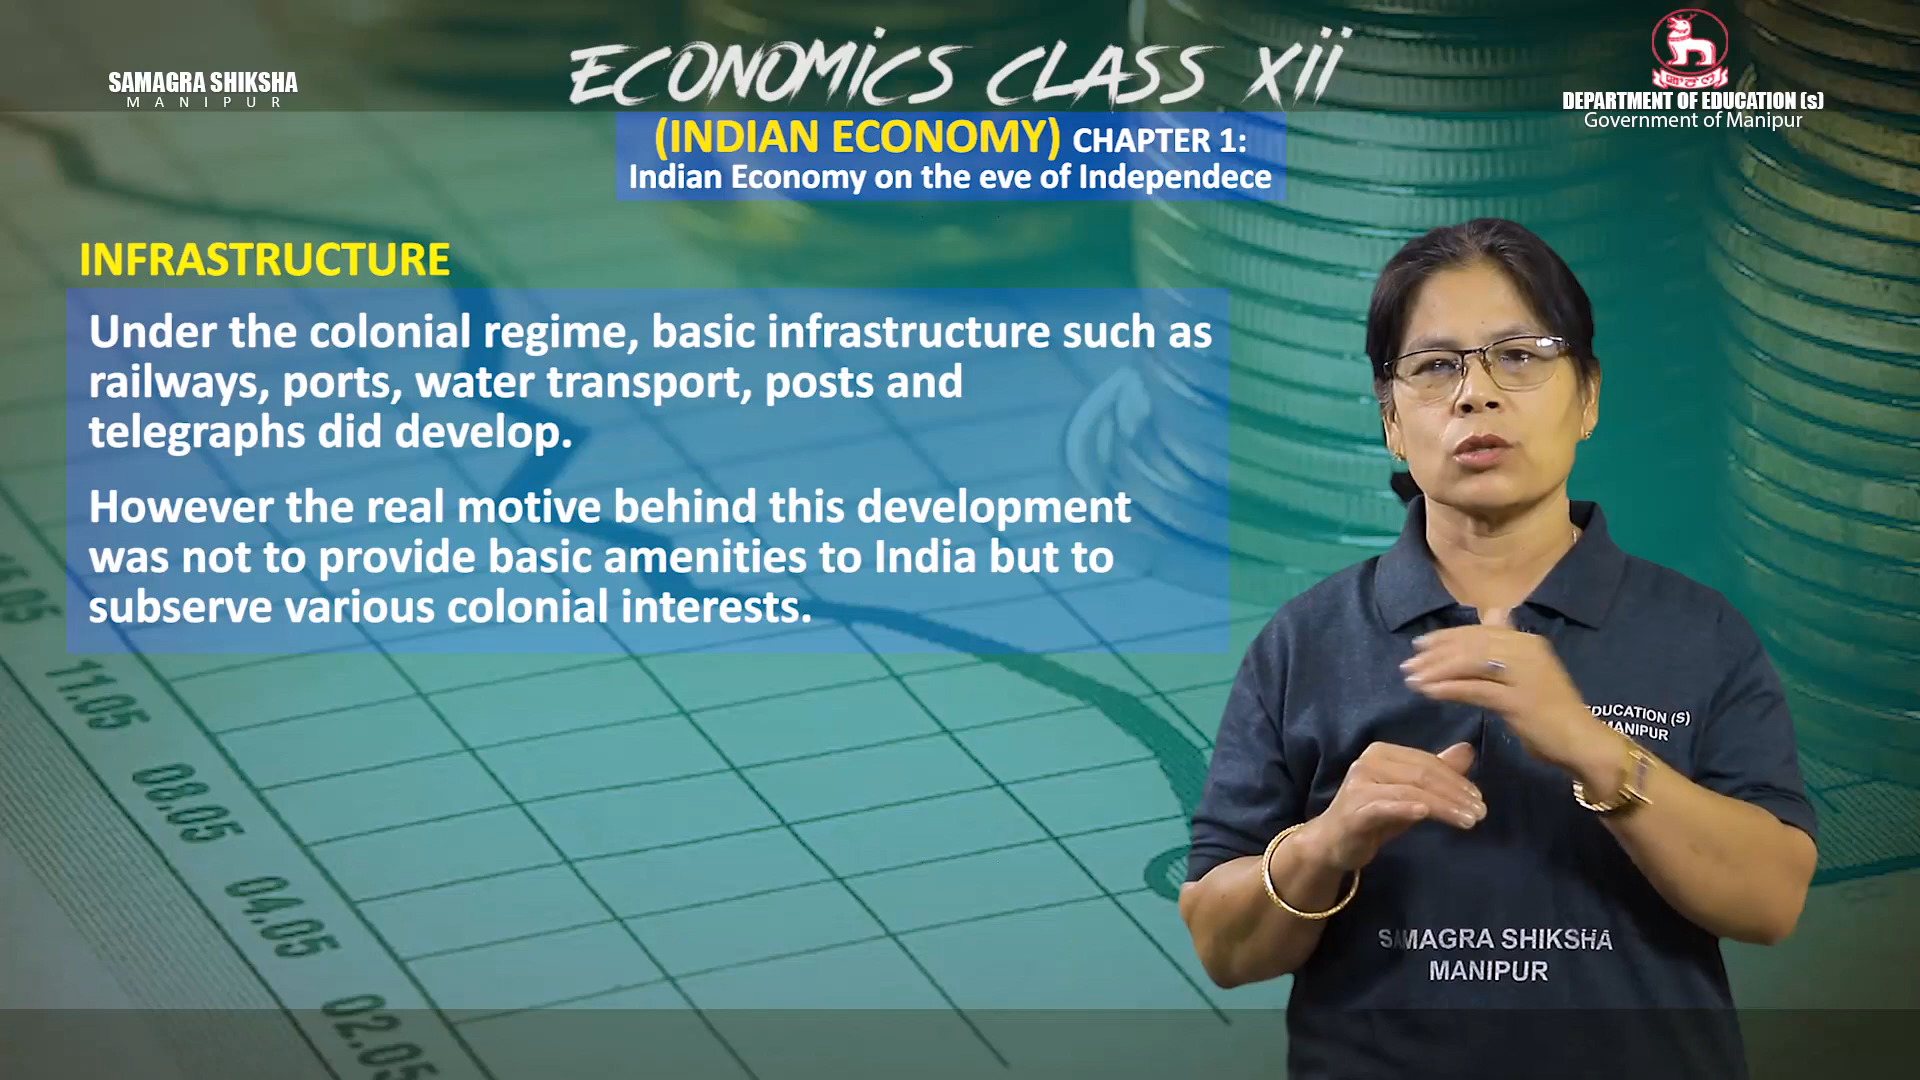 SAMAGRA SHIKSHA
MANIPUR
ECONOMICS CLASS XII
DEPARTMENT OF EDUCATION (s)
Government of Manipur
(INDIAN ECONOMY) CHAPTER 1:
Indian Economy on the eve of Independece
INFRASTRUCTURE
Under the colonial regime, basic infrastructure such as
railways, ports, water transport, posts and
telegraphs did develop.
However the real motive behind this development
was not to provide basic amenities to India but to
subserve various colonial interests.
11.05
08.05
04.05
02.05
EDUCATION (S)
MANIPUR
SAMAGRA SHIKSHA
MANIPUR